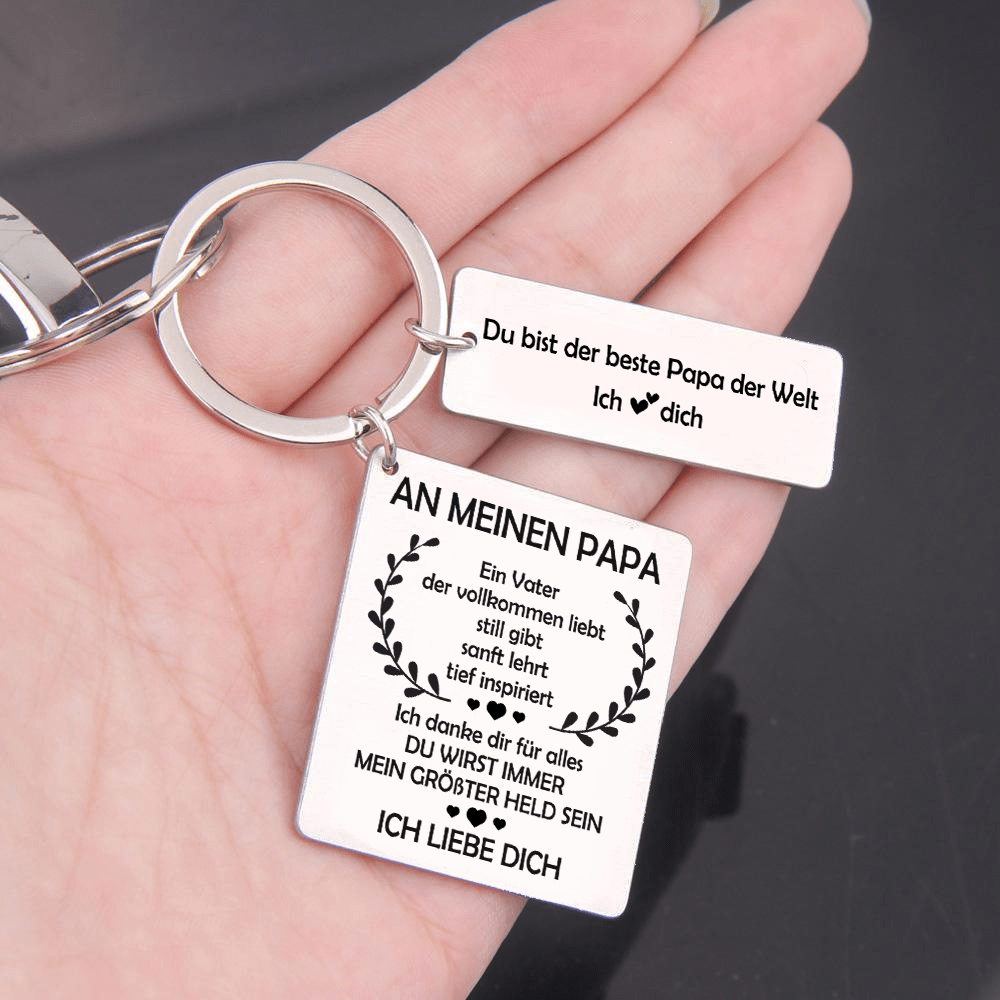 Du bist der beste Papa der Welt
Ich dich
AN MEINEN PAPA
Ein Vater
der vollkommen liebt
still gibt
sanft lehrt
tief inspiriert
Ich danke dir für alles
DU WIRST IMMER
MEIN GRÖßTER HELD SEIN
ICH LIEBE DICH